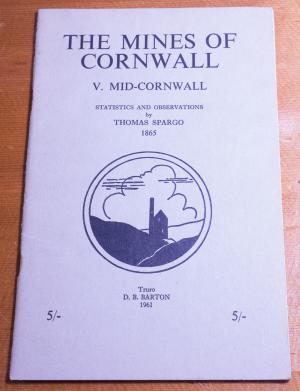 THE MINES OF
CORNWALL
V. MID-CORNWALL
STATISTICS AND OBSERVATIONS
by
THOMAS SPARGO
1865
Truro
D. B. BARTON
1961
5/- 5/-